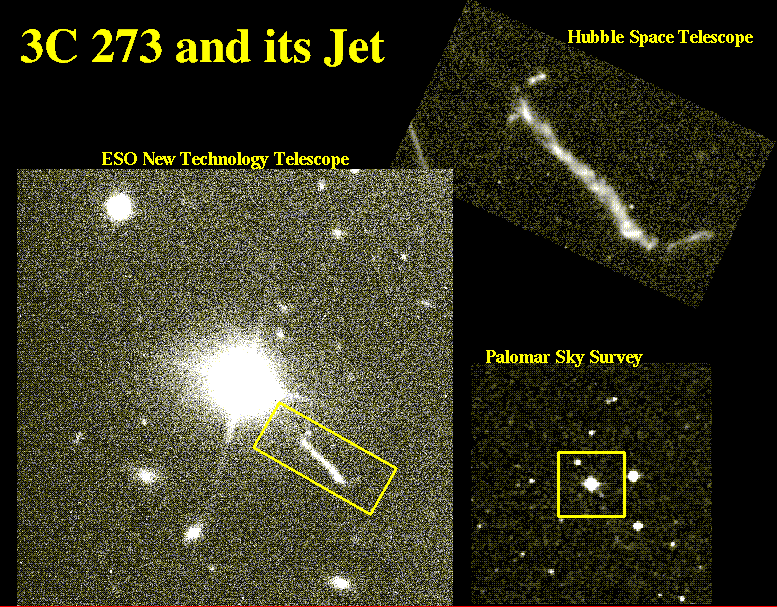 3C 273 and its Jet
Hubble Space Telescope
ESO New Technology Telescope
Palomar Sky Survey